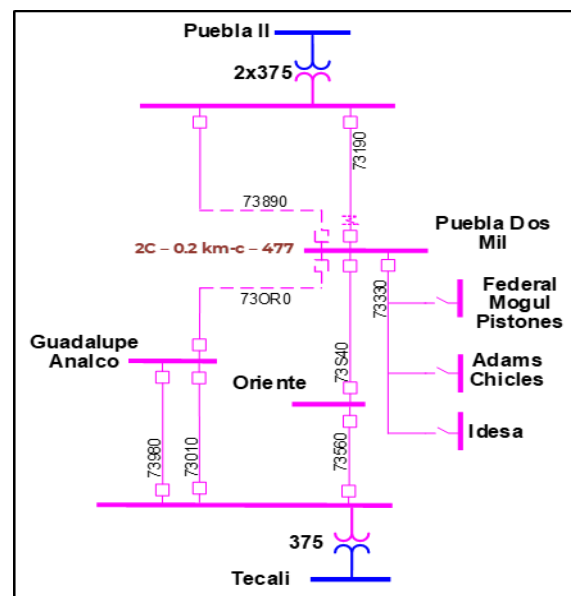 Puebla II
2x375
73190
73890
2C – 0.2 km-c – 477
Puebla Dos
Mil
73OR0
73330
Federal
Mogul
Pistones
Guadalupe
Analco
73S40
Oriente
Adams
Chicles
73980
73010
73560
Idesa
375
Tecali